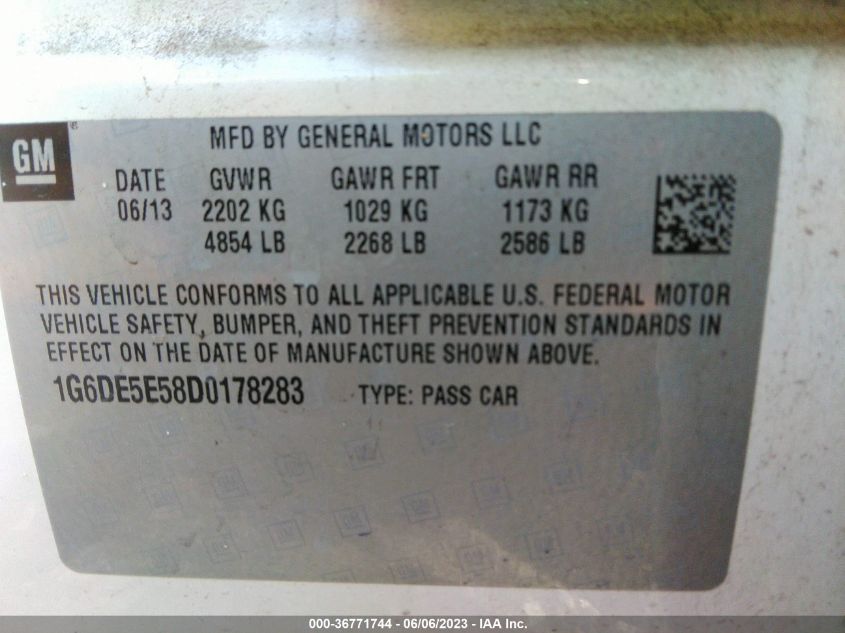 GM
MFD BY GENERAL MOTORS LLC
DATE GVWR GAWR FRT GAWR RR
06/13 2202 KG 1029 KG 1173 KG
4854 LB 2268 LB 2586 LB
THIS VEHICLE CONFORMS TO ALL APPLICABLE U.S. FEDERAL MOTOR
VEHICLE SAFETY, BUMPER, AND THEFT PREVENTION STANDARDS IN
EFFECT ON THE DATE OF MANUFACTURE SHOWN ABOVE.
1G6DE5E58D0178283 TYPE: PASS CAR
000-36771744 - 06/06/2023 - IAA Inc.